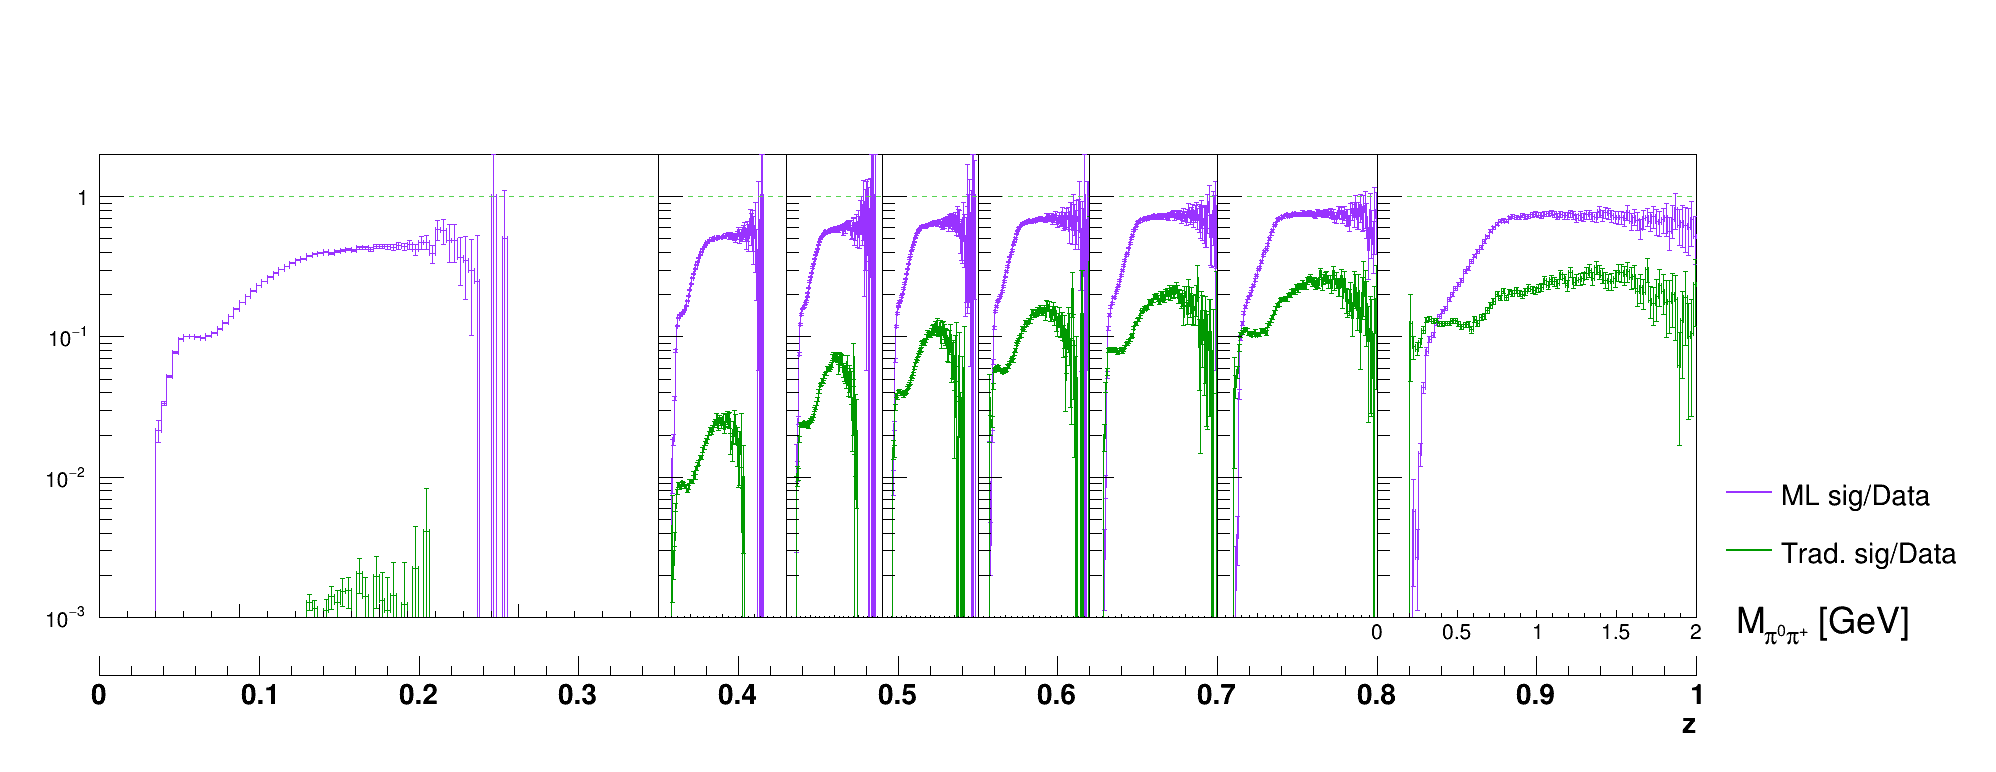 1
10⁻¹
10⁻²
10⁻³
ML sig/Data
Trad. sig/Data
0 0.5 1 1.5 2
M_π⁰π⁺ [GeV]
0 0.1 0.2 0.3 0.4 0.5 0.6 0.7 0.8 0.9 1
z